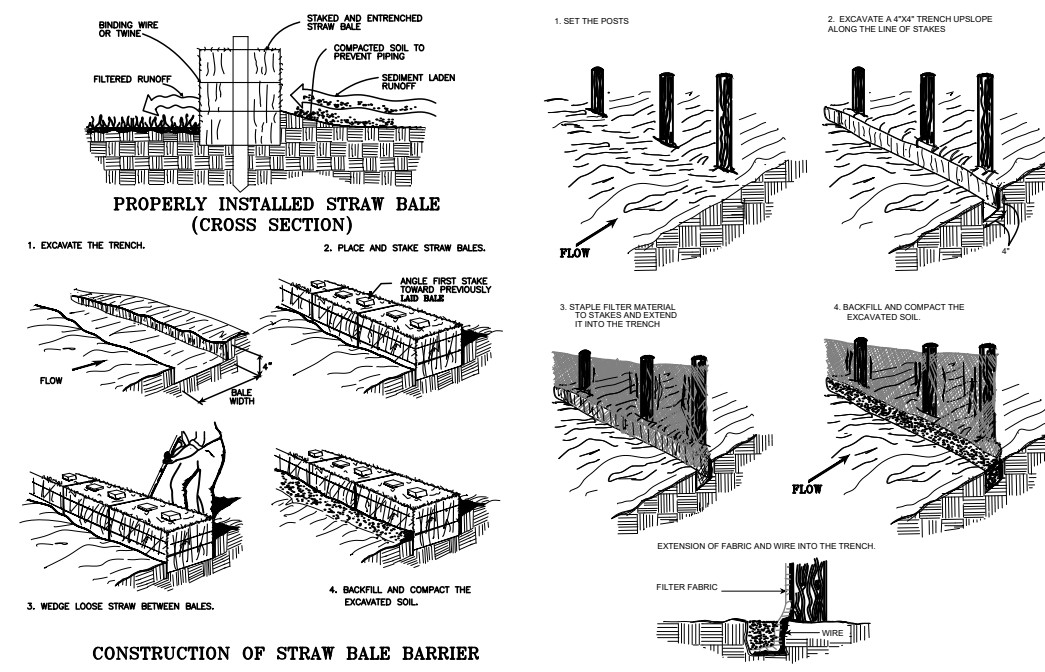 BINDING WIRE
OR TWINE
STAKED AND ENTRENCHED
STRAW BALE
COMPACTED SOIL TO
PREVENT PIPING
FILTERED RUNOFF
SEDIMENT LADEN
RUNOFF
PROPERLY INSTALLED STRAW BALE
(CROSS SECTION)
1. EXCAVATE THE TRENCH.
2. PLACE AND STAKE STRAW BALES.
ANGLE FIRST STAKE
TOWARD PREVIOUSLY
LAID BALE
FLOW
4"
BALE
WIDTH
3. WEDGE LOOSE STRAW BETWEEN BALES.
4. BACKFILL AND COMPACT THE
EXCAVATED SOIL.
CONSTRUCTION OF STRAW BALE BARRIER
1. SET THE POSTS
FLOW
2. EXCAVATE A 4"X4" TRENCH UPSLOPE
ALONG THE LINE OF STAKES
4"
3. STAPLE FILTER MATERIAL
TO STAKES AND EXTEND
IT INTO THE TRENCH
4. BACKFILL AND COMPACT THE
EXCAVATED SOIL.
FLOW
EXTENSION OF FABRIC AND WIRE INTO THE TRENCH.
FILTER FABRIC
WIRE